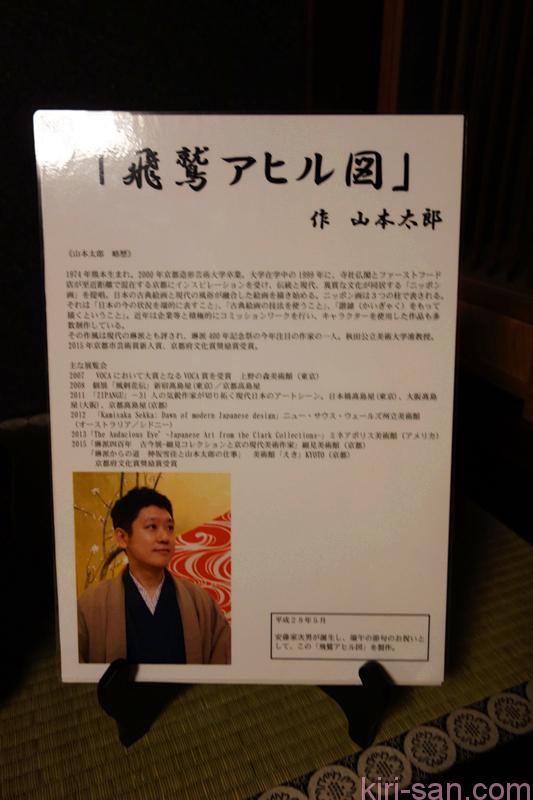 「飛鷲アヒル図」
作 山本太郎
《山本太郎 略歴》
1974年熊本生まれ。2000年京都造形芸術大学卒業。大学在学中の1999年に、寺社仏閣とファーストフード
店が至近距離で混在する京都にインスピレーションを受け、伝統と現代、異質な文化が同居する「ニッポン
画」を提唱。日本の古典絵画と現代の風俗が融合した絵画を描き始める。ニッポン画は3つの柱で表される。
それは「日本の今の状況を端的に表すこと」、「古典絵画の技法を使うこと」、「諧謔（かいぎゃく）をもって
描くということ」。近年は企業等と積極的にコミッションワークを行い、キャラクターを使用した作品も多
数制作している。
その作風は現代の琳派とも評され、琳派400年記念祭の今年注目の作家の一人。秋田公立美術大学准教授。
2015年京都市芸術新人賞、京都府文化賞奨励賞受賞。
主な展覧会
2007 VOCAにおいて大賞となるVOCA賞を受賞 上野の森美術館（東京）
2008 個展「風刺花伝」新宿高島屋（東京）／京都高島屋
2011 「ZIPANGU」－31人の気鋭作家が切り拓く現代日本のアートシーン。日本橋高島屋（東京）、大阪高島
屋（大阪）、京都高島屋（京都）
2012 「Kamisaka Sekka: Dawn of modern Japanese design」ニュー・サウス・ウェールズ州立美術館
（オーストラリア／シドニー）
2013「The Audacious Eye" -Japanese Art from the Clark Collections-」ミネアポリス美術館（アメリカ）
2015「琳派四百年 古今展-細見コレクションと京の現代美術作家」細見美術館（京都）
「琳派からの道 神坂雪佳と山本太郎の仕事」 美術館「えき」KYOTO（京都）
京都府文化賞奨励賞受賞
平成28年5月
安藤家次男が誕生し、端午の節句のお祝いと
して、この「飛鷲アヒル図」を製作。
kiri-san.com